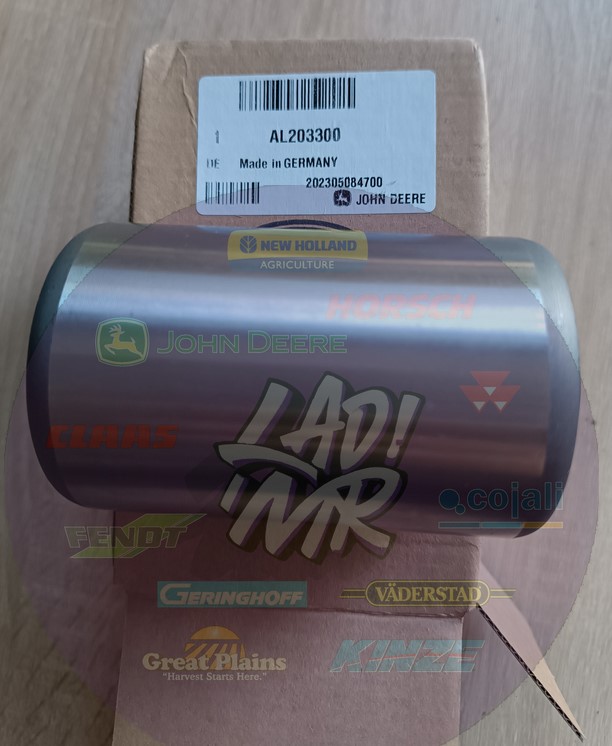 1
AL203300
DE Made in GERMANY
202305084700
JOHN DEERE
NEW HOLLAND
AGRICULTURE
HORSCH
JOHN DEERE
LAD!
MR
CLAAS
cojali
FENDT
GERINGHOFF
VÄDERSTAD
Great Plains
"Harvest Starts Here."
KINZE